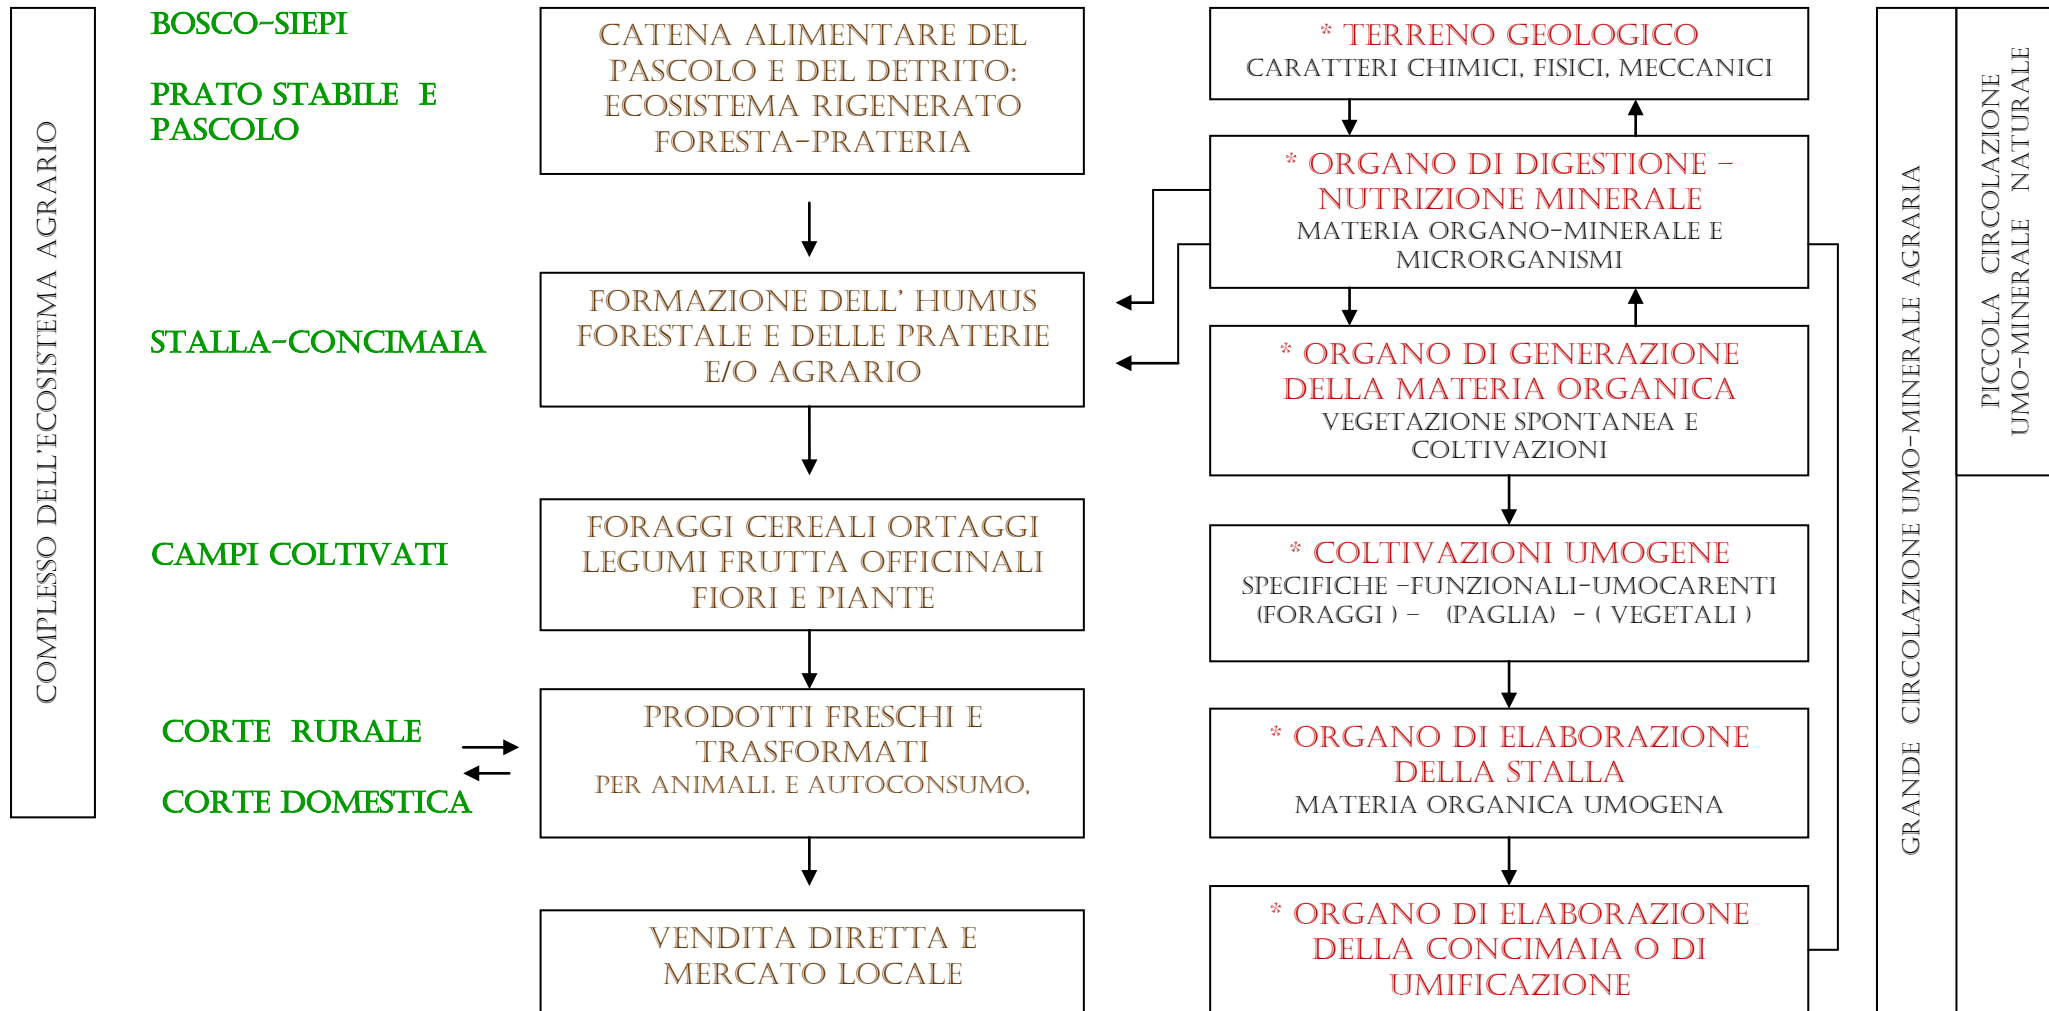 COMPLESSO DELL'ECOSISTEMA AGRARIO
BOSCO-SIEPI
PRATO STABILE E
PASCOLO
STALLA-CONCIMAIA
CAMPI COLTIVATI
CORTE RURALE
CORTE DOMESTICA
CATENA ALIMENTARE DEL
PASCOLO E DEL DETRITO:
ECOSISTEMA RIGENERATO
FORESTA-PRATERIA
FORMAZIONE DELL' HUMUS
FORESTALE E DELLE PRATERIE
E/O AGRARIO
FORAGGI CEREALI ORTAGGI
LEGUMI FRUTTA OFFICINALI
FIORI E PIANTE
PRODOTTI FRESCHI E
TRASFORMATI
PER ANIMALI. E AUTOCONSUMO,
VENDITA DIRETTA E
MERCATO LOCALE
* TERRENO GEOLOGICO
CARATTERI CHIMICI, FISICI, MECCANICI
* ORGANO DI DIGESTIONE –
NUTRIZIONE MINERALE
MATERIA ORGANO-MINERALE E
MICRORGANISMI
* ORGANO DI GENERAZIONE
DELLA MATERIA ORGANICA
VEGETAZIONE SPONTANEA E
COLTIVAZIONI
* COLTIVAZIONI UMOGENE
SPECIFICHE –FUNZIONALI-UMOCARENTI
(FORAGGI ) – (PAGLIA) - ( VEGETALI )
* ORGANO DI ELABORAZIONE
DELLA STALLA
MATERIA ORGANICA UMOGENA
* ORGANO DI ELABORAZIONE
DELLA CONCIMAIA O DI
UMIFICAZIONE
GRANDE CIRCOLAZIONE UMO-MINERALE AGRARIA
PICCOLA CIRCOLAZIONE
UMO-MINERALE NATURALE